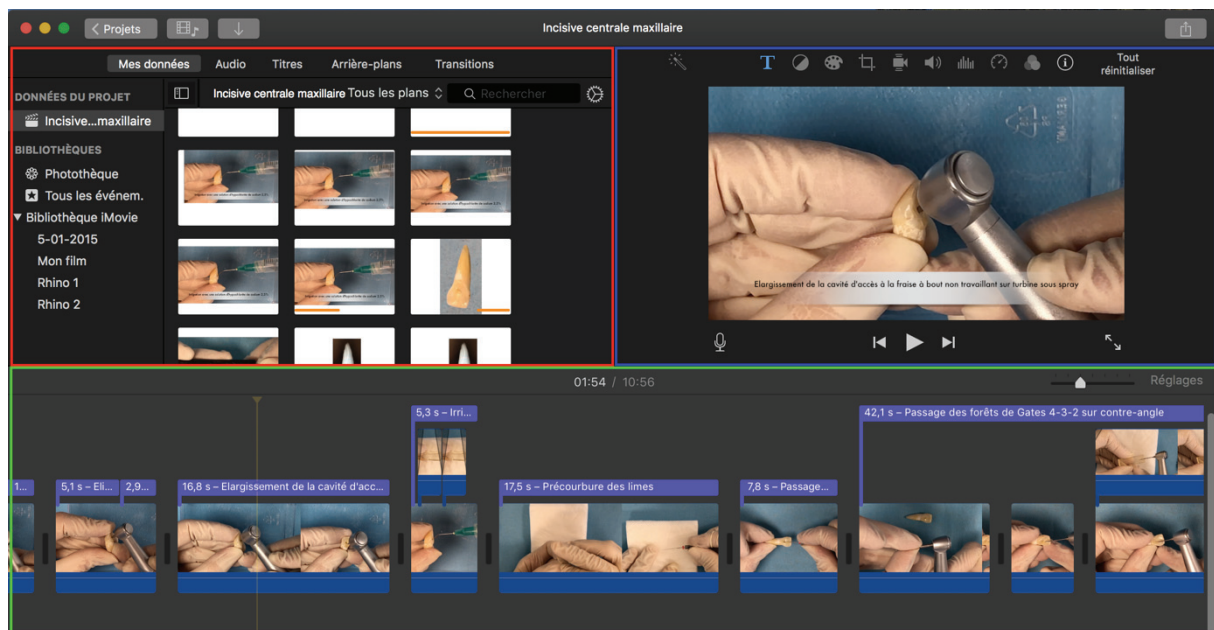 Projets
Incisive centrale maxillaire
Mes données Audio Titres Arrière-plans Transitions
DONNÉES DU PROJET
Incisive centrale maxillaire Tous les plans
Rechercher
Incisive...maxillaire
BIBLIOTHÈQUES
Photothèque
Tous les événem.
Bibliothèque iMovie
5-01-2015
Mon film
Rhino 1
Rhino 2
T
Tout
réinitialiser
Elargissement de la cavité d'accès à la fraise à bout non travaillant sur turbine sous spray
01:54 / 10:56
Réglages
5,3 s – Irri...
42,1 s – Passage des forêts de Gates 4-3-2 sur contre-angle
1...
5,1 s – Eli...
2,9...
16,8 s – Elargissement de la cavité d'acc...
17,5 s – Précourbure des limes
7,8 s – Passage...